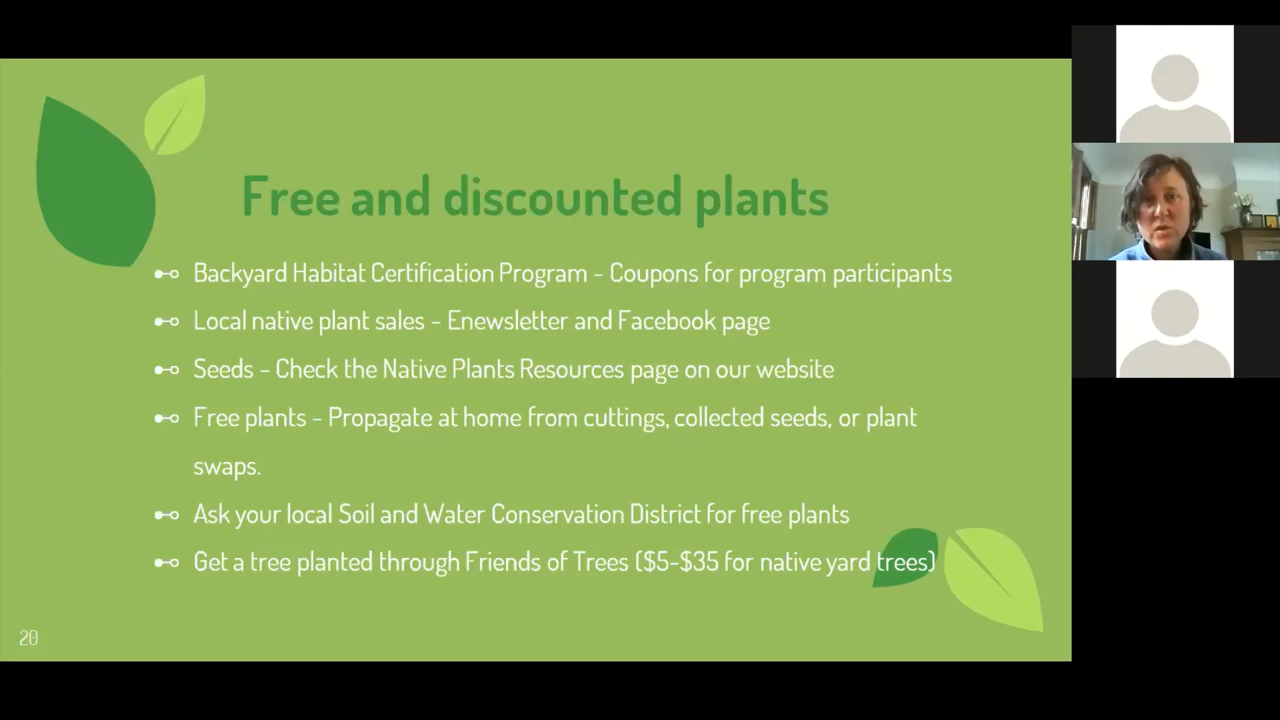 Free and discounted plants
Backyard Habitat Certification Program - Coupons for program participants
Local native plant sales - Enewsletter and Facebook page
Seeds - Check the Native Plants Resources page on our website
Free plants - Propagate at home from cuttings, collected seeds, or plant
swaps.
Ask your local Soil and Water Conservation District for free plants
Get a tree planted through Friends of Trees ($5-$35 for native yard trees)
20